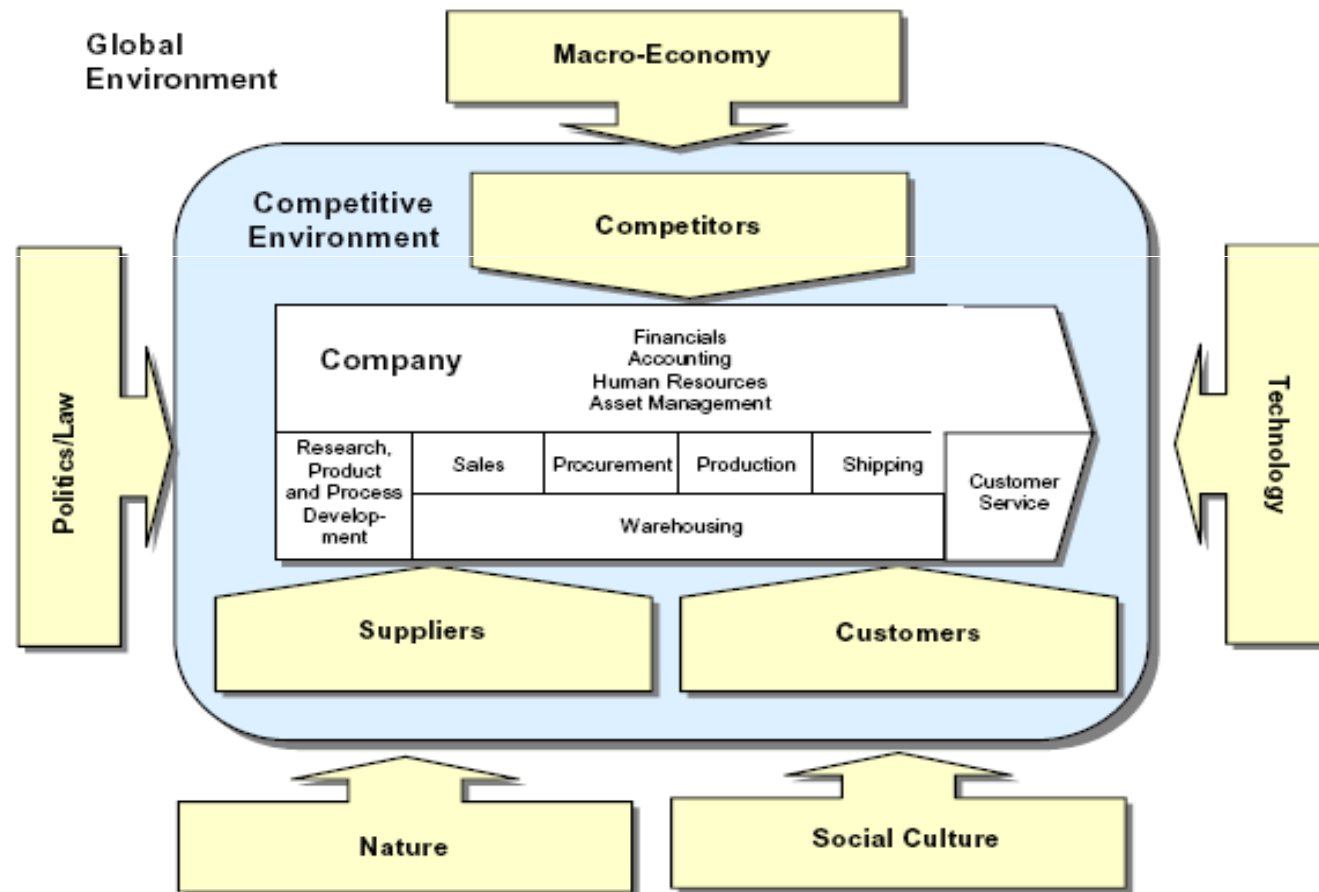 Global
Environment
Macro-Economy
Competitive
Environment
Competitors
Politics/Law
Technology
Company
Financials
Accounting
Human Resources
Asset Management
Research,
Product
and Process
Develop-
ment
Sales
Procurement
Production
Shipping
Customer
Service
Warehousing
Suppliers
Customers
Nature
Social Culture